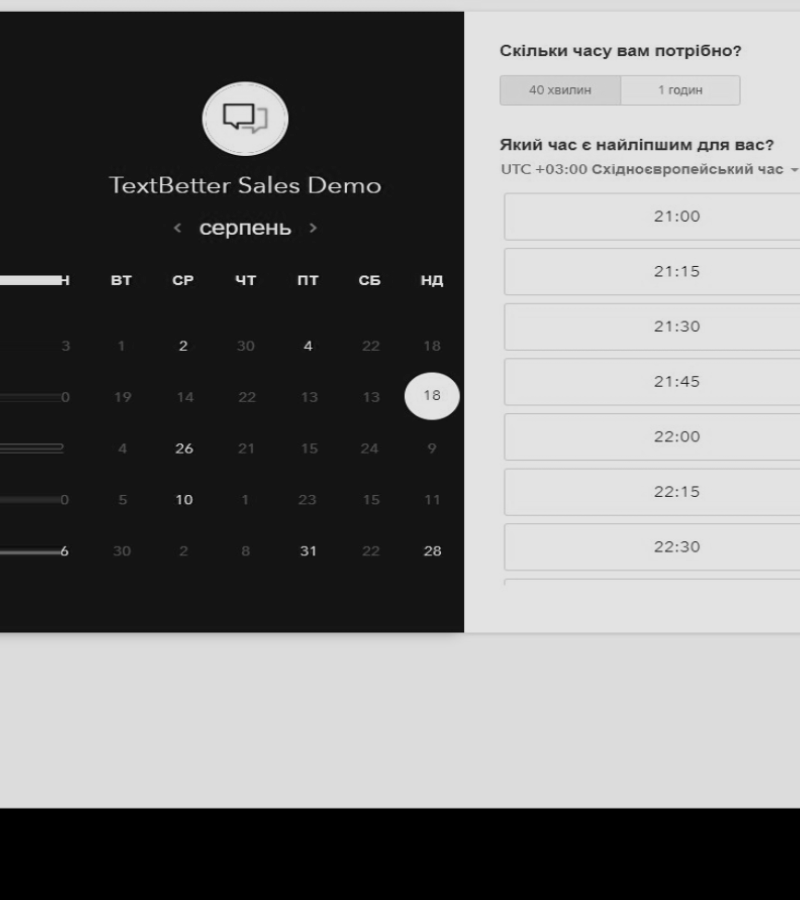 TextBetter Sales Demo
серпень
ВТ СР ЧТ ПТ СБ НД
3 1 2 30 4 22 18
0 19 14 22 13 13 18
4 26 21 15 24 9
0 5 10 1 23 15 11
6 30 2 8 31 22 28
Скільки часу вам потрібно?
40 хвилин 1 годин
Який час є найліпшим для вас?
UTC +03:00 Східноєвропейський час
21:00
21:15
21:30
21:45
22:00
22:15
22:30